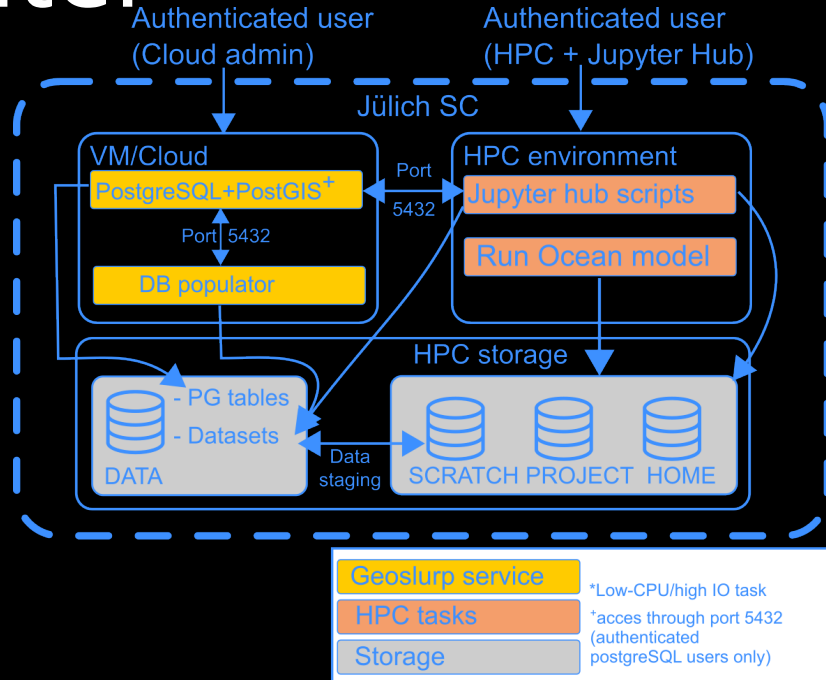 Authenticated user
(Cloud admin)
Authenticated user
(HPC + Jupyter Hub)
Jülich SC
VM/Cloud
PostgreSQL+PostGIS+
Port 5432
DB populator
Port
5432
HPC environment
Jupyter hub scripts
Run Ocean model
HPC storage
- PG tables
- Datasets
DATA
Data
staging
SCRATCH PROJECT HOME
Geoslurp service
HPC tasks
Storage
*Low-CPU/high IO task
+acces through port 5432
(authenticated
postgreSQL users only)